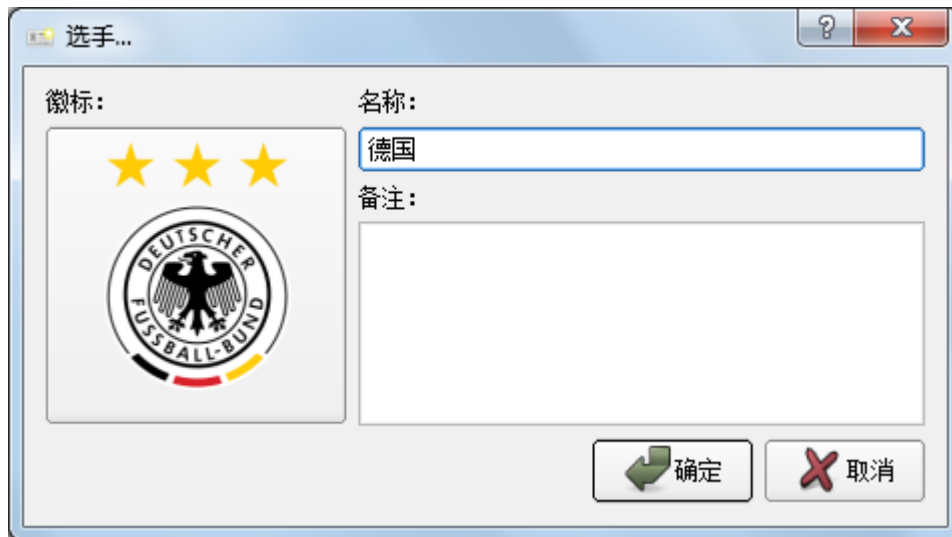 选手...
徽标:
名称:
德国
备注:
DEUTSCHER
FUSSBALL-BUND
确定
取消